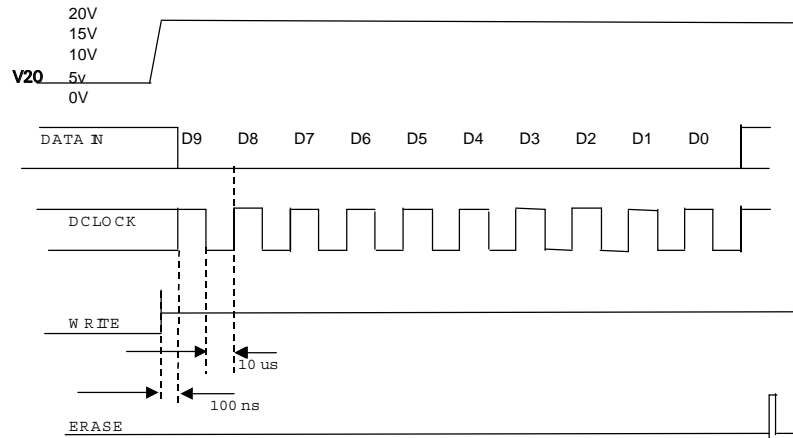 20V
15V
10V
V20 5v
0V
DATA IN D9 D8 D7 D6 D5 D4 D3 D2 D1 D0
DCLOCK
WRITE
10 us
100 ns
ERASE